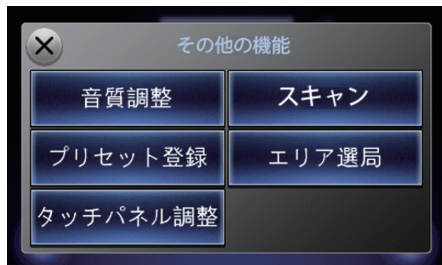 その他の機能
音質調整
スキャン
プリセット登録
エリア選局
タッチパネル調整